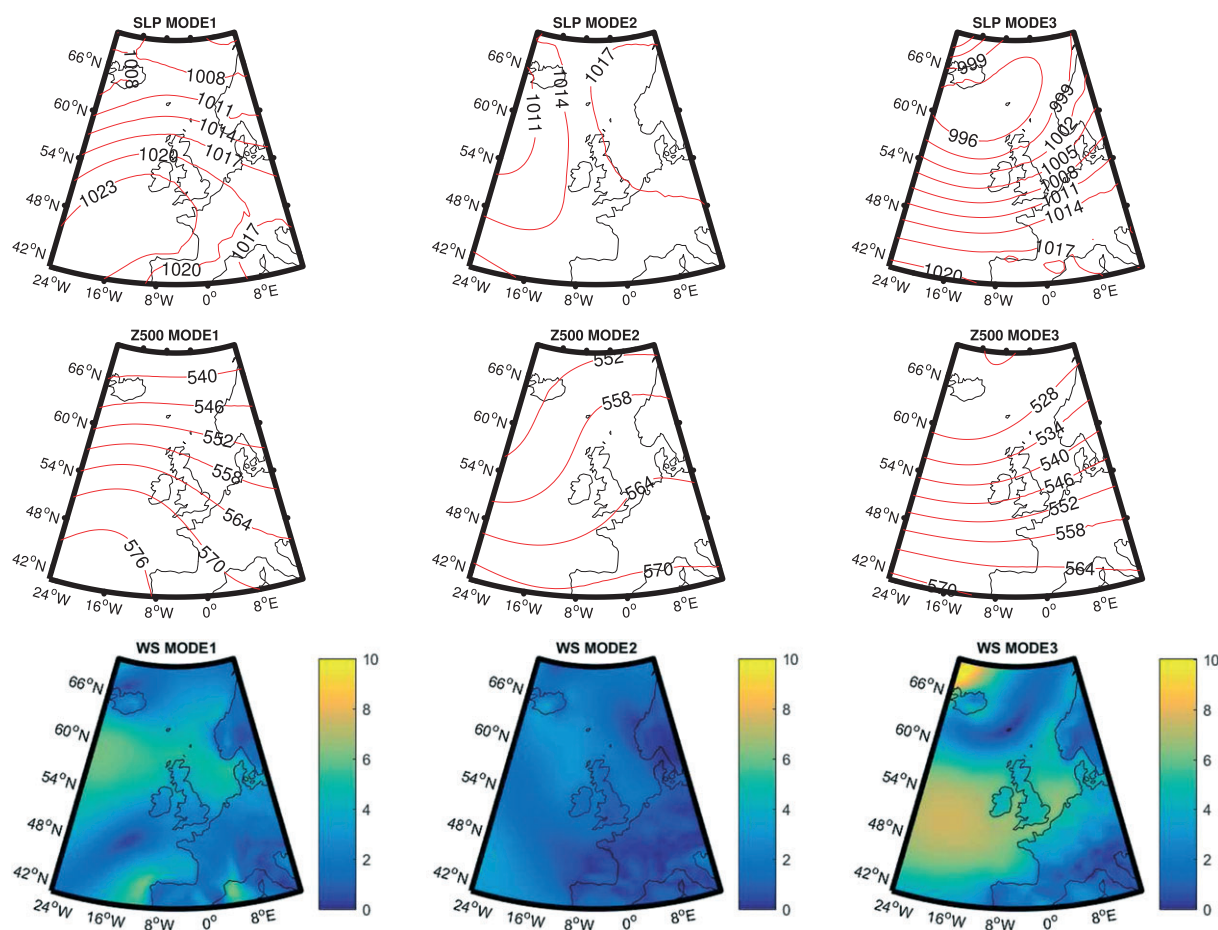 SLP MODE1
66°N
60°N
54°N
48°N
42°N
24°W
16°W
8°W
0°
8°E
1008
1008
1011
1014
1017
1020
1023
1017
1020
SLP MODE2
66°N
60°N
54°N
48°N
42°N
24°W
16°W
8°W
0°
8°E
1017
1014
1011
SLP MODE3
66°N
60°N
54°N
48°N
42°N
24°W
16°W
8°W
0°
8°E
999
999
996
1002
1005
1008
1011
1014
1017
1020
Z500 MODE1
66°N
60°N
54°N
48°N
42°N
24°W
16°W
8°W
0°
8°E
540
546
552
558
564
570
576
Z500 MODE2
66°N
60°N
54°N
48°N
42°N
24°W
16°W
8°W
0°
8°E
552
558
564
570
Z500 MODE3
66°N
60°N
54°N
48°N
42°N
24°W
16°W
8°W
0°
8°E
528
534
540
546
552
558
564
570
WS MODE1
66°N
60°N
54°N
48°N
42°N
24°W
16°W
8°W
0°
8°E
10
8
6
4
2
0
WS MODE2
66°N
60°N
54°N
48°N
42°N
24°W
16°W
8°W
0°
8°E
10
8
6
4
2
0
WS MODE3
66°N
60°N
54°N
48°N
42°N
24°W
16°W
8°W
0°
8°E
10
8
6
4
2
0